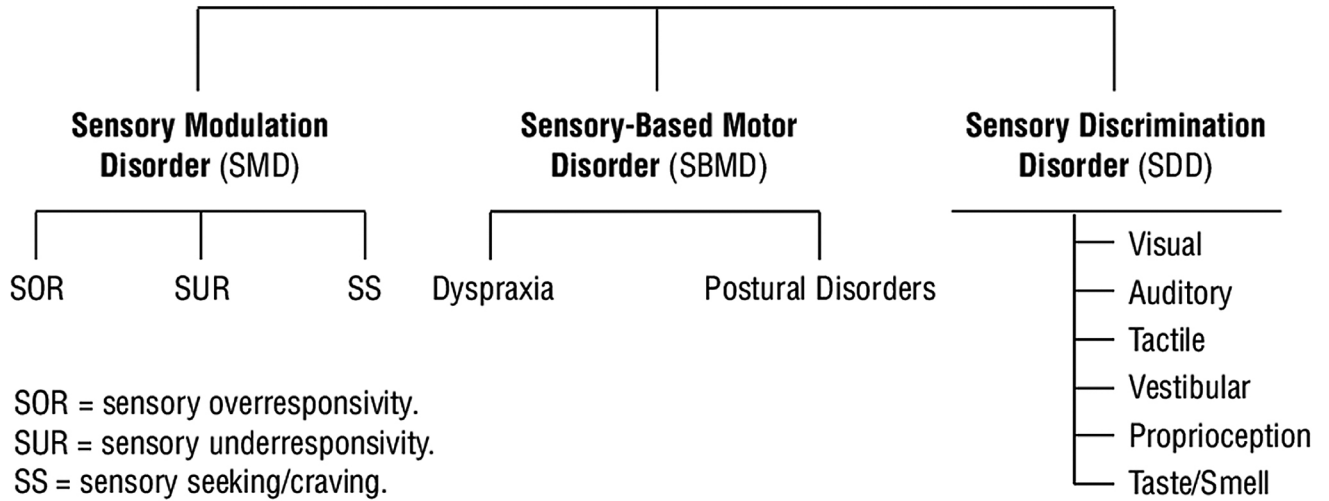 Sensory Modulation
Disorder (SMD)
Sensory-Based Motor
Disorder (SBMD)
Sensory Discrimination
Disorder (SDD)
SOR
SUR
SS
Dyspraxia
Postural Disorders
Visual
Auditory
Tactile
Vestibular
Proprioception
Taste/Smell
SOR = sensory overresponsivity.
SUR = sensory underresponsivity.
SS = sensory seeking/craving.